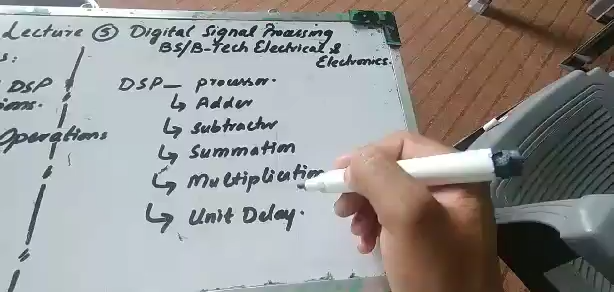 Lecture ⑤ Digital Signal Processing
BS/B-Tech Electrical &
Electronics.
s:
DSP
ions.
Operations
DSP - processor.
↳ Adder
↳ Subtractor
↳ Summation
↳ Multiplication
↳ Unit Delay.